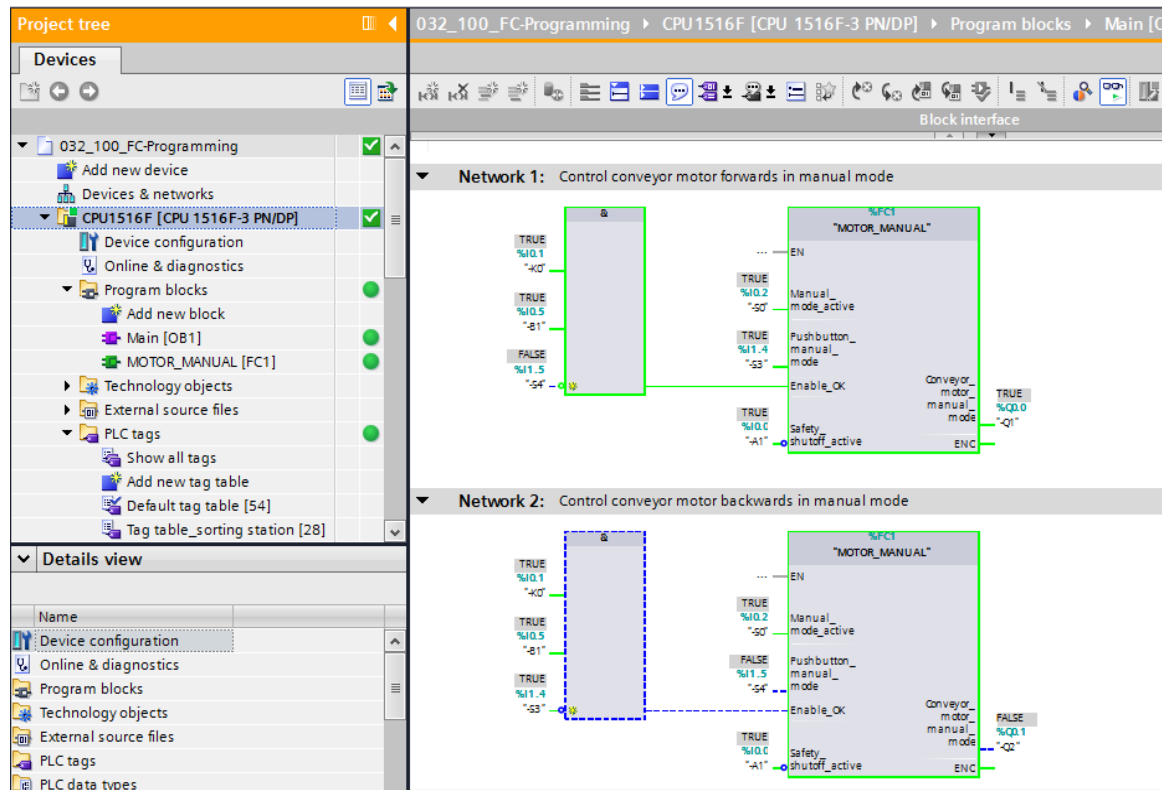 Project tree
032_100_FC-Programming ▸ CPU1516F [CPU 1516F-3 PN/DP] ▸ Program blocks ▸ Main [
Devices
Block interface
032_100_FC-Programming
Add new device
Devices & networks
CPU1516F [CPU 1516F-3 PN/DP]
Device configuration
Online & diagnostics
Program blocks
Add new block
Main [OB1]
MOTOR_MANUAL [FC1]
Technology objects
External source files
PLC tags
Show all tags
Add new tag table
Default tag table [54]
Tag table_sorting station [28]
Details view
Name
Device configuration
Online & diagnostics
Program blocks
Technology objects
External source files
PLC tags
PLC data types
Network 1: Control conveyor motor forwards in manual mode
&
TRUE
%I0.1
"-K0"
TRUE
%I0.5
"-B1"
FALSE
%I1.5
"-S4"
%FC1
"MOTOR_MANUAL"
... EN
TRUE
%I0.2
"-S0"
Manual_
mode_active
TRUE
%I1.4
"-S3"
Pushbutton_
manual_
mode
Enable_OK
TRUE
%I0.0
"-A1"
Safety_
shutoff_active
Conveyor_
motor_
manual_
mode
TRUE
%Q0.0
"-Q1"
ENO
Network 2: Control conveyor motor backwards in manual mode
&
TRUE
%I0.1
"-K0"
TRUE
%I0.5
"-B1"
TRUE
%I1.4
"-S3"
%FC1
"MOTOR_MANUAL"
... EN
TRUE
%I0.2
"-S0"
Manual_
mode_active
FALSE
%I1.5
"-S4"
Pushbutton_
manual_
mode
Enable_OK
TRUE
%I0.0
"-A1"
Safety_
shutoff_active
Conveyor_
motor_
manual_
mode
FALSE
%Q0.1
"-Q2"
ENO